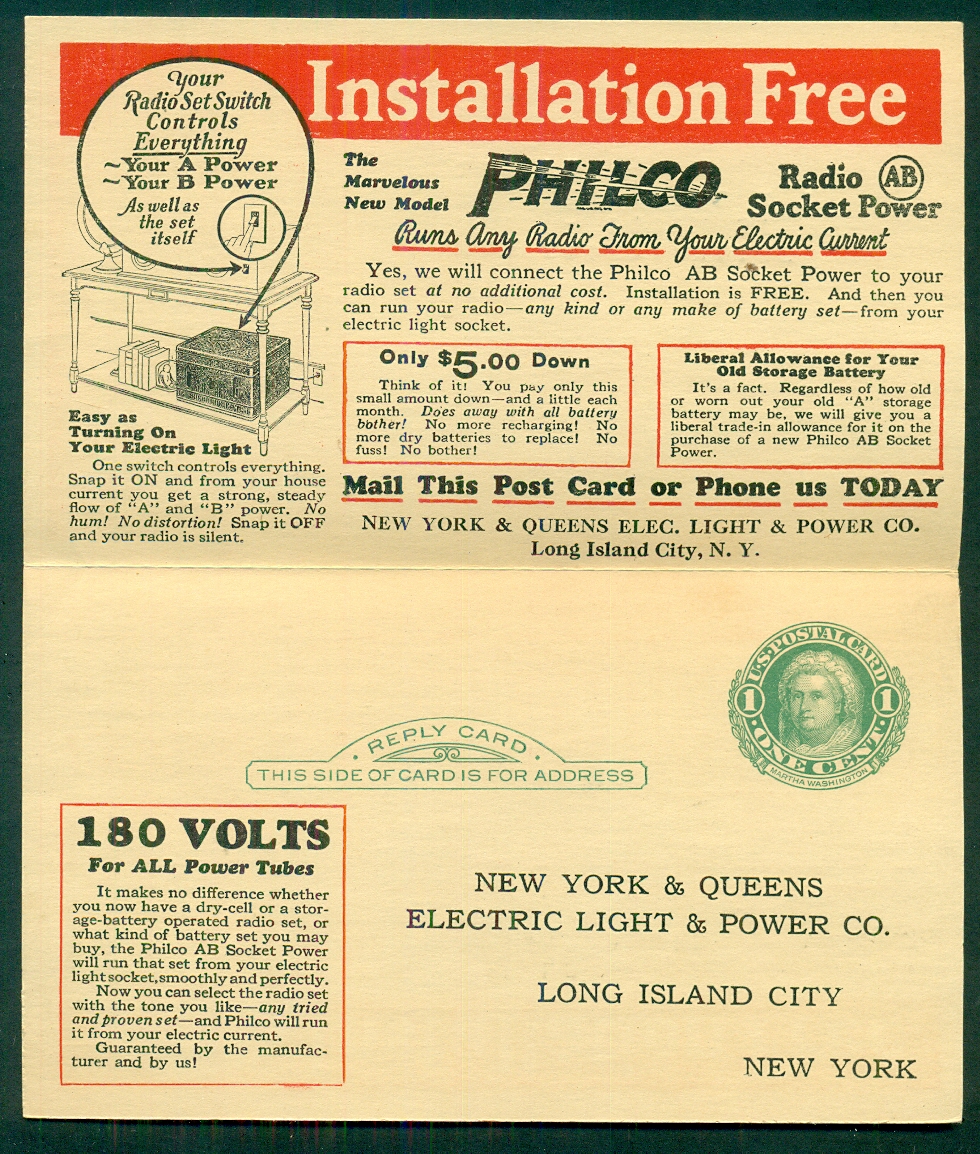 Installation Free
Your
Radio Set Switch
Controls
Everything
~Your A Power
~Your B Power
As well as
the set
itself
The
Marvelous
New Model
PHILCO
Radio AB
Socket Power
Runs Any Radio From Your Electric Current
Yes, we will connect the Philco AB Socket Power to your
radio set at no additional cost. Installation is FREE. And then you
can run your radio—any kind or any make of battery set—from your
electric light socket.
Only $5.00 Down
Think of it! You pay only this
small amount down—and a little each
month. Does away with all battery
bother! No more recharging! No
more dry batteries to replace! No
fuss! No bother!
Liberal Allowance for Your
Old Storage Battery
It's a fact. Regardless of how old
or worn out your old "A" storage
battery may be, we will give you a
liberal trade-in allowance for it on the
purchase of a new Philco AB Socket
Power.
Easy as
Turning On
Your Electric Light
One switch controls everything.
Snap it ON and from your house
current you get a strong, steady
flow of "A" and "B" power. No
hum! No distortion! Snap it OFF
and your radio is silent.
Mail This Post Card or Phone us TODAY
NEW YORK & QUEENS ELEC. LIGHT & POWER CO.
Long Island City, N. Y.
U.S. POSTAL CARD
1 1
ONE CENT
MARTHA WASHINGTON
REPLY CARD
THIS SIDE OF CARD IS FOR ADDRESS
180 VOLTS
For ALL Power Tubes
It makes no difference whether
you now have a dry-cell or a stor-
age-battery operated radio set, or
what kind of battery set you may
buy, the Philco AB Socket Power
will run that set from your electric
light socket, smoothly and perfectly.
Now you can select the radio set
with the tone you like—any tried
and proven set—and Philco will run
it from your electric current.
Guaranteed by the manufac-
turer and by us!
NEW YORK & QUEENS
ELECTRIC LIGHT & POWER CO.
LONG ISLAND CITY
NEW YORK